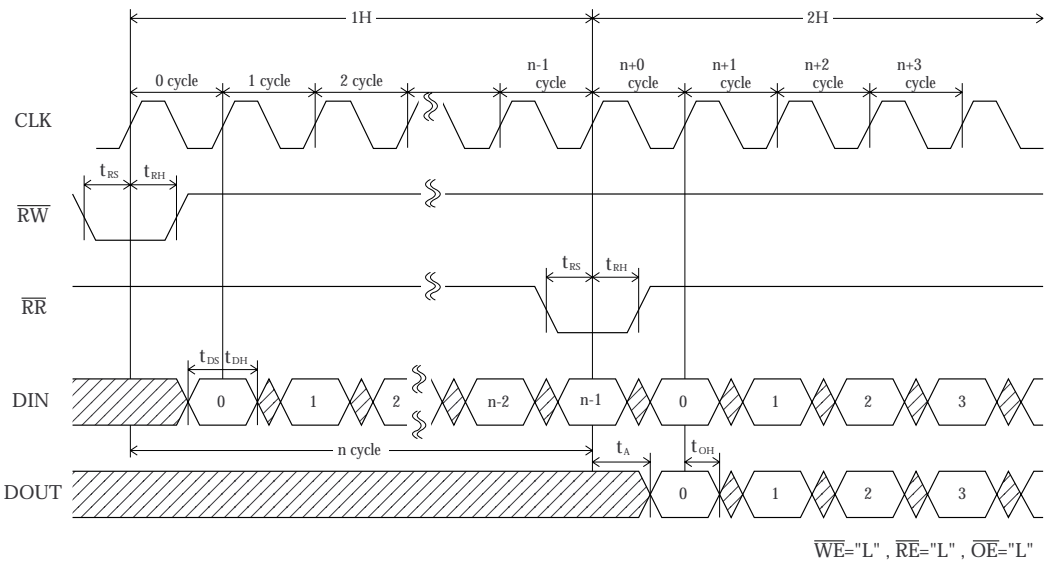 1H 2H
0 cycle 1 cycle 2 cycle n-1 cycle n+0 cycle n+1 cycle n+2 cycle n+3 cycle
CLK
tRS tRH
RW
tRS tRH
RR
tDS tDH
DIN 0 1 2 n-2 n-1 0 1 2 3
n cycle tA tOH
DOUT 0 1 2 3
WE="L" , RE="L" , OE="L"